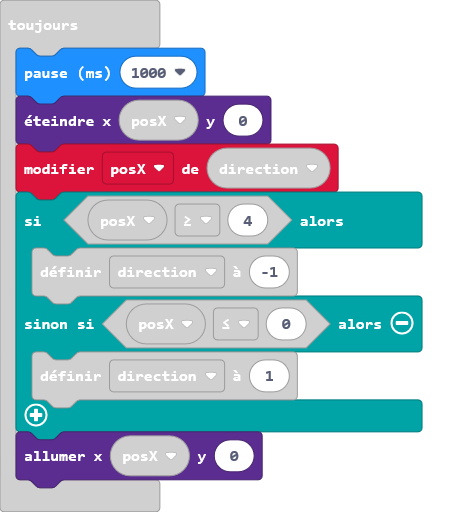 toujours
pause (ms) 1000
éteindre x posX y 0
modifier posX de direction
si posX ≥ 4 alors
définir direction à -1
sinon si posX ≤ 0 alors
définir direction à 1
allumer x posX y 0